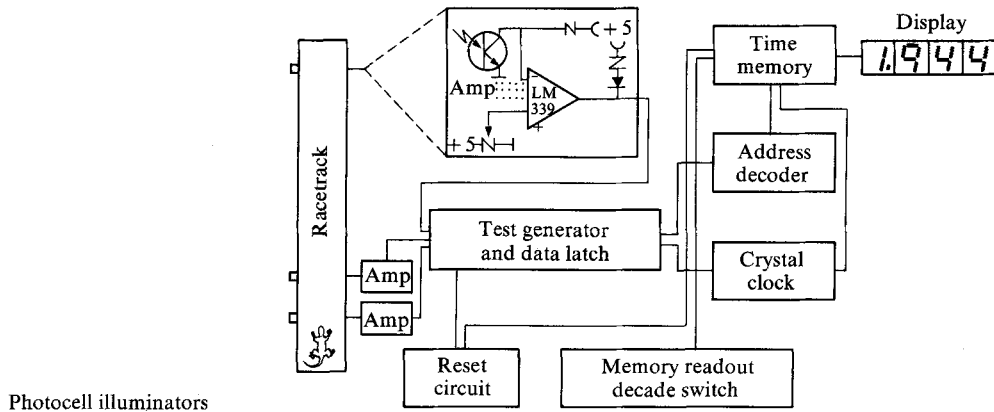 Display
+ 5
Time
memory
1.944
Amp
LM
339
−
+
+ 5
Address
decoder
Racetrack
Test generator
and data latch
Crystal
clock
Amp
Amp
Reset
circuit
Memory readout
decade switch
Photocell illuminators